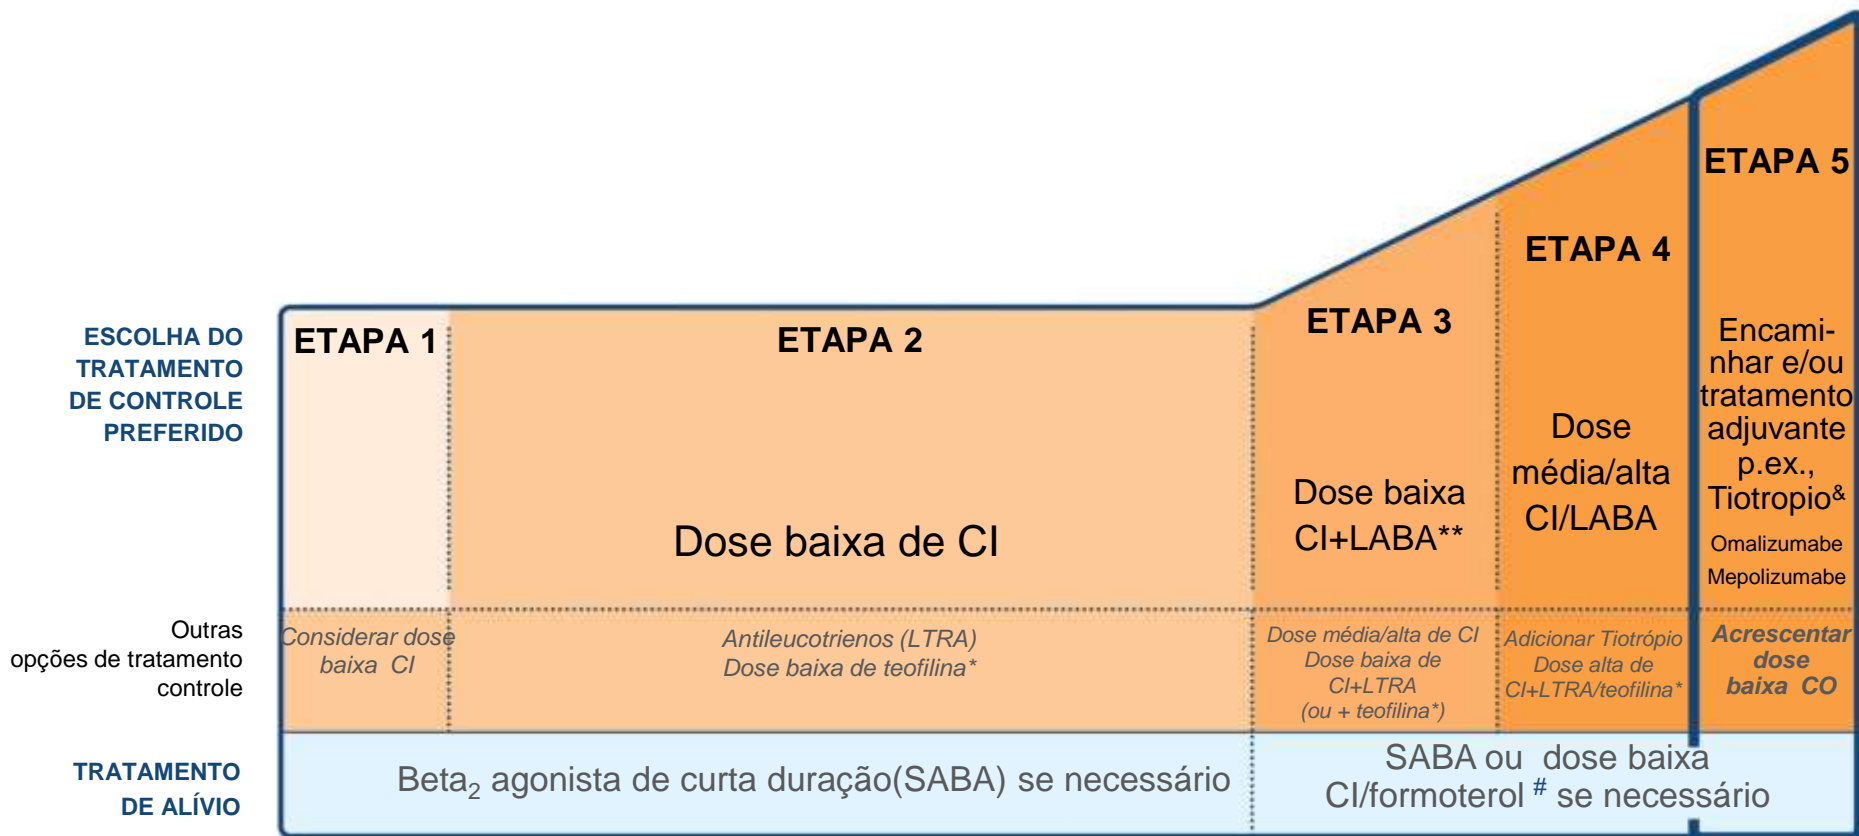 ETAPA 5
ETAPA 4
ETAPA 3
ETAPA 1
ETAPA 2
ESCOLHA DO
TRATAMENTO
DE CONTROLE
PREFERIDO
Dose baixa de CI
Dose baixa
CI+LABA**
Dose
média/alta
CI/LABA
Encami-
nhar e/ou
tratamento
adjuvante
p.ex.,
Tiotropio&
Omalizumabe
Mepolizumabe
Outras
opções de tratamento
controle
Considerar dose
baixa CI
Antileucotrienos (LTRA)
Dose baixa de teofilina*
Dose média/alta de CI
Dose baixa de
CI+LTRA
(ou + teofilina*)
Adicionar Tiotrópio
Dose alta de
CI+LTRA/teofilina*
Acrescentar
dose
baixa CO
TRATAMENTO
DE ALÍVIO
Beta2 agonista de curta duração(SABA) se necessário
SABA ou dose baixa
CI/formoterol # se necessário